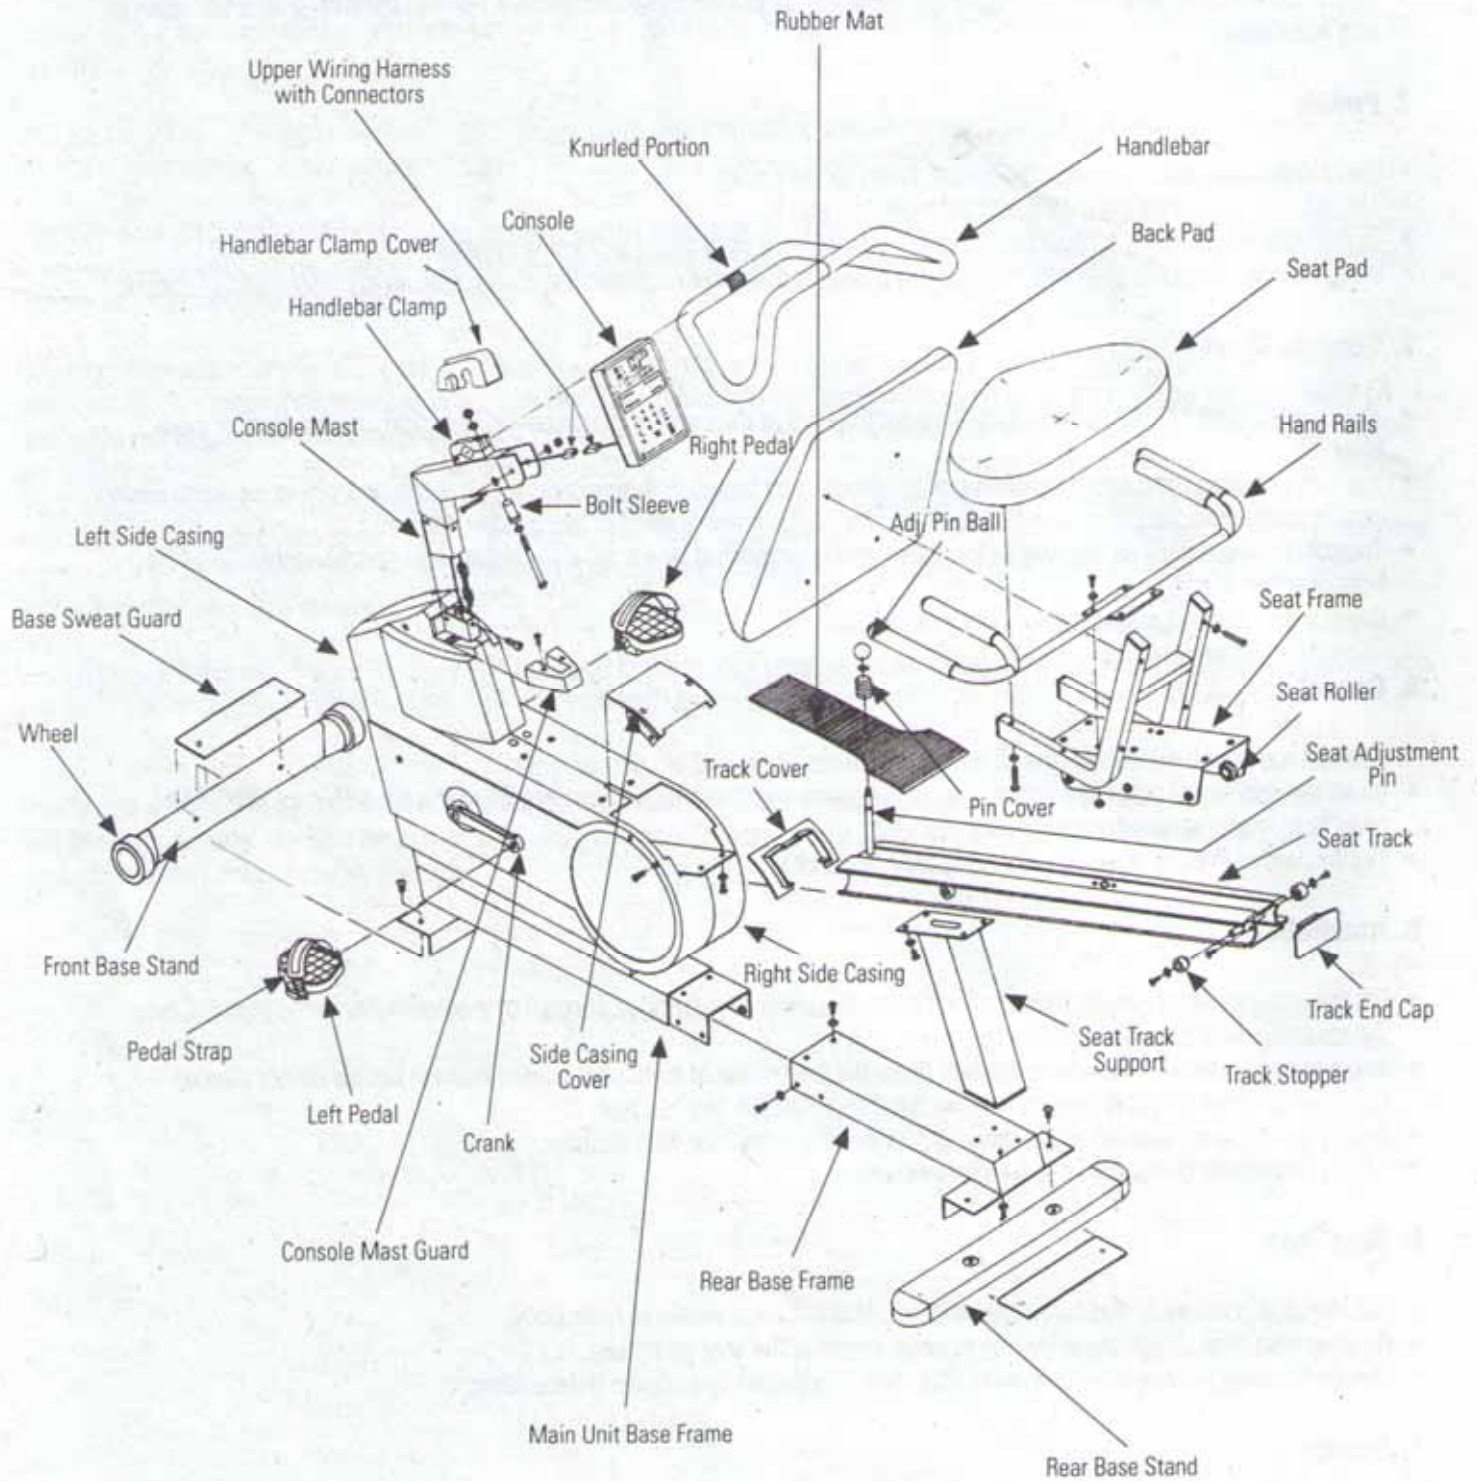 Rubber Mat
Upper Wiring Harness
with Connectors
Knurled Portion
Handlebar
Console
Back Pad
Handlebar Clamp Cover
Seat Pad
Handlebar Clamp
Console Mast
Right Pedal
Hand Rails
Bolt Sleeve
Adj/Pin Ball
Left Side Casing
Seat Frame
Base Sweat Guard
Seat Roller
Wheel
Seat Adjustment
Pin
Track Cover
Pin Cover
Seat Track
Front Base Stand
Right Side Casing
Track End Cap
Pedal Strap
Side Casing
Cover
Seat Track
Support
Track Stopper
Left Pedal
Crank
Console Mast Guard
Rear Base Frame
Main Unit Base Frame
Rear Base Stand